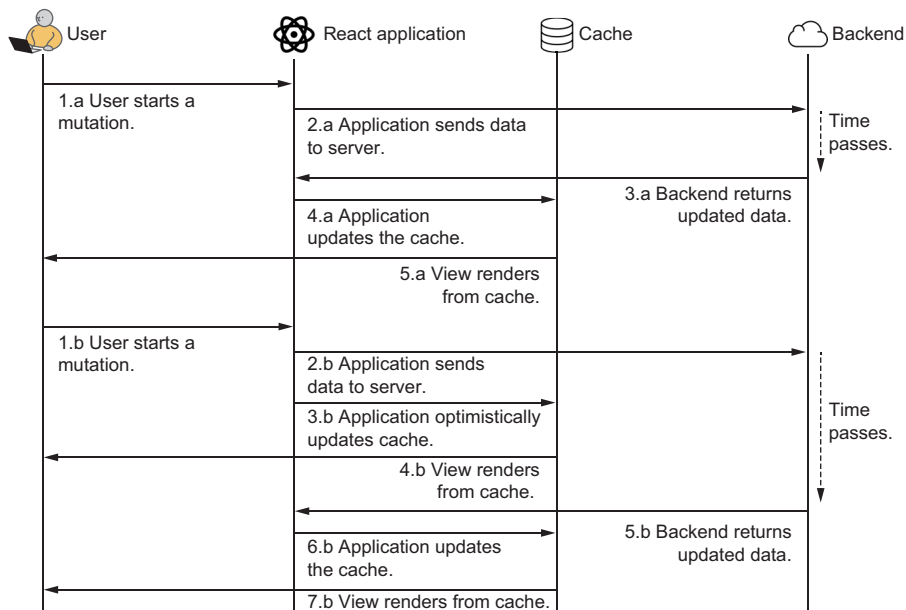 User
React application
Cache
Backend
1.a User starts a
mutation.
2.a Application sends data
to server.
Time
passes.
3.a Backend returns
updated data.
4.a Application
updates the cache.
5.a View renders
from cache.
1.b User starts a
mutation.
2.b Application sends
data to server.
3.b Application optimistically
updates cache.
Time
passes.
4.b View renders
from cache.
5.b Backend returns
updated data.
6.b Application updates
the cache.
7.b View renders from cache.